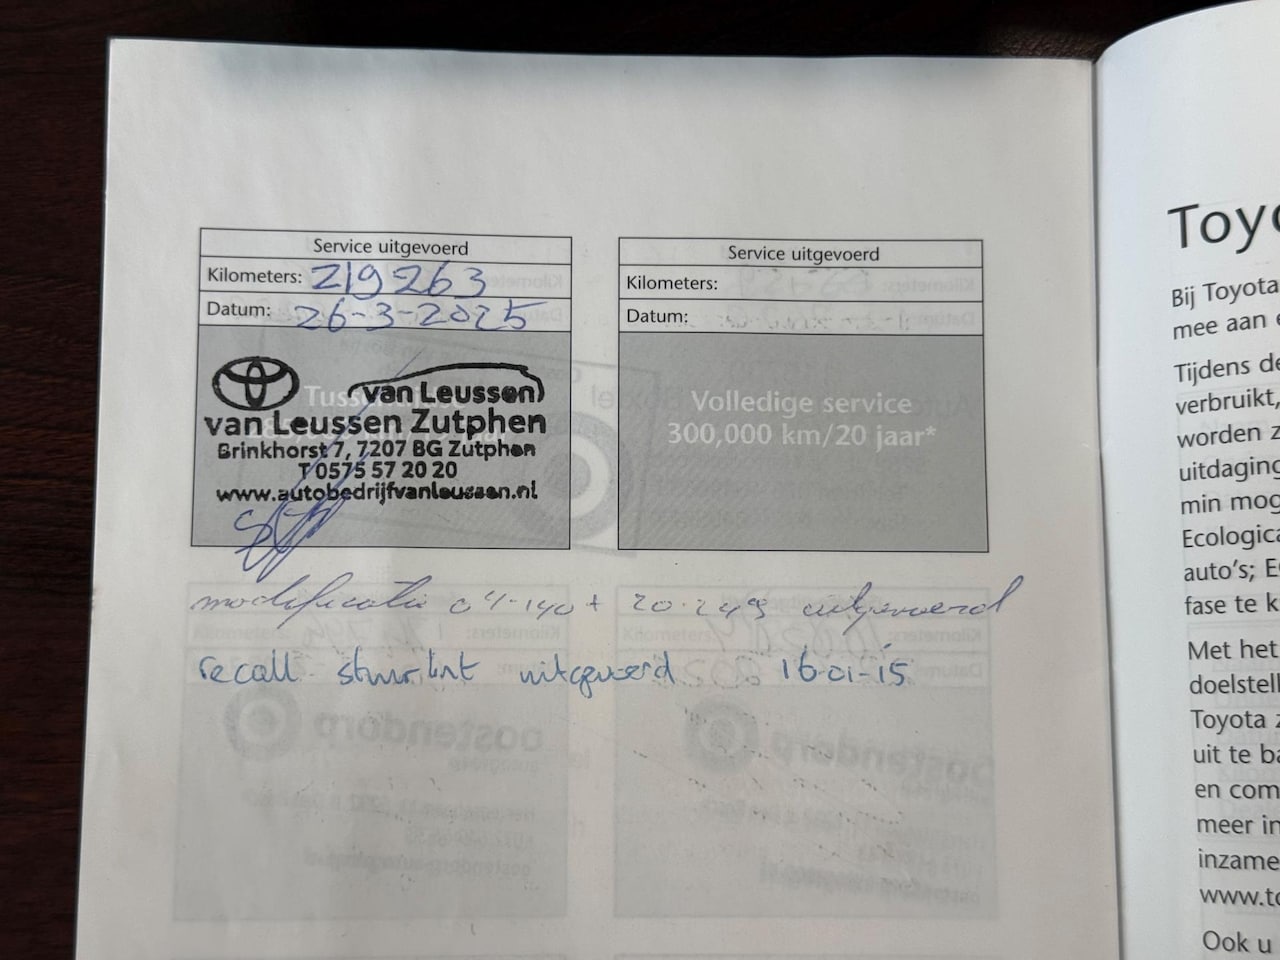 Service uitgevoerd
Kilometers: 219263
Datum: 26-3-2025
van Leussen
van Leussen Zutphen
Brinkhorst 7, 7207 BG Zutphen
T 0575 57 20 20
www.autobedrijfvanleussen.nl
Service uitgevoerd
Kilometers:
Datum:
Volledige service
300,000 km/20 jaar*
modificatie 04-140 + 20-249 uitgevoerd
recall uitgevoerd 16-01-15
Toyo
Bij Toyota
mee aan e
Tijdens de
verbruikt,
worden z
uitdaging
min mog
Ecologica
auto's; E
fase te k
Met het
doelstell
Toyota z
uit te ba
en com
meer in
inzame
www.to
Ook u